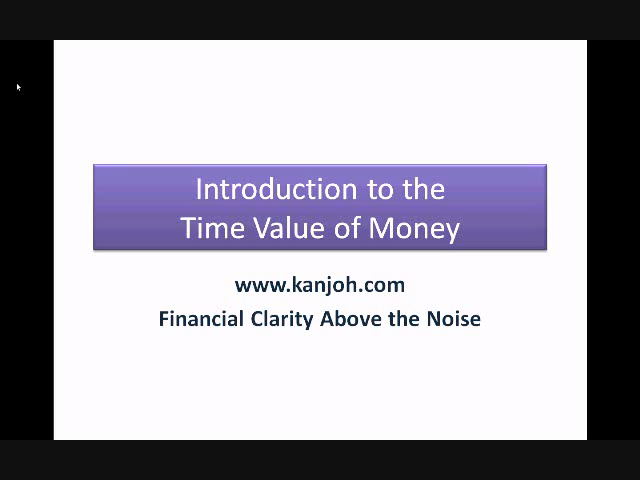 Introduction to the
Time Value of Money
www.kanjoh.com
Financial Clarity Above the Noise